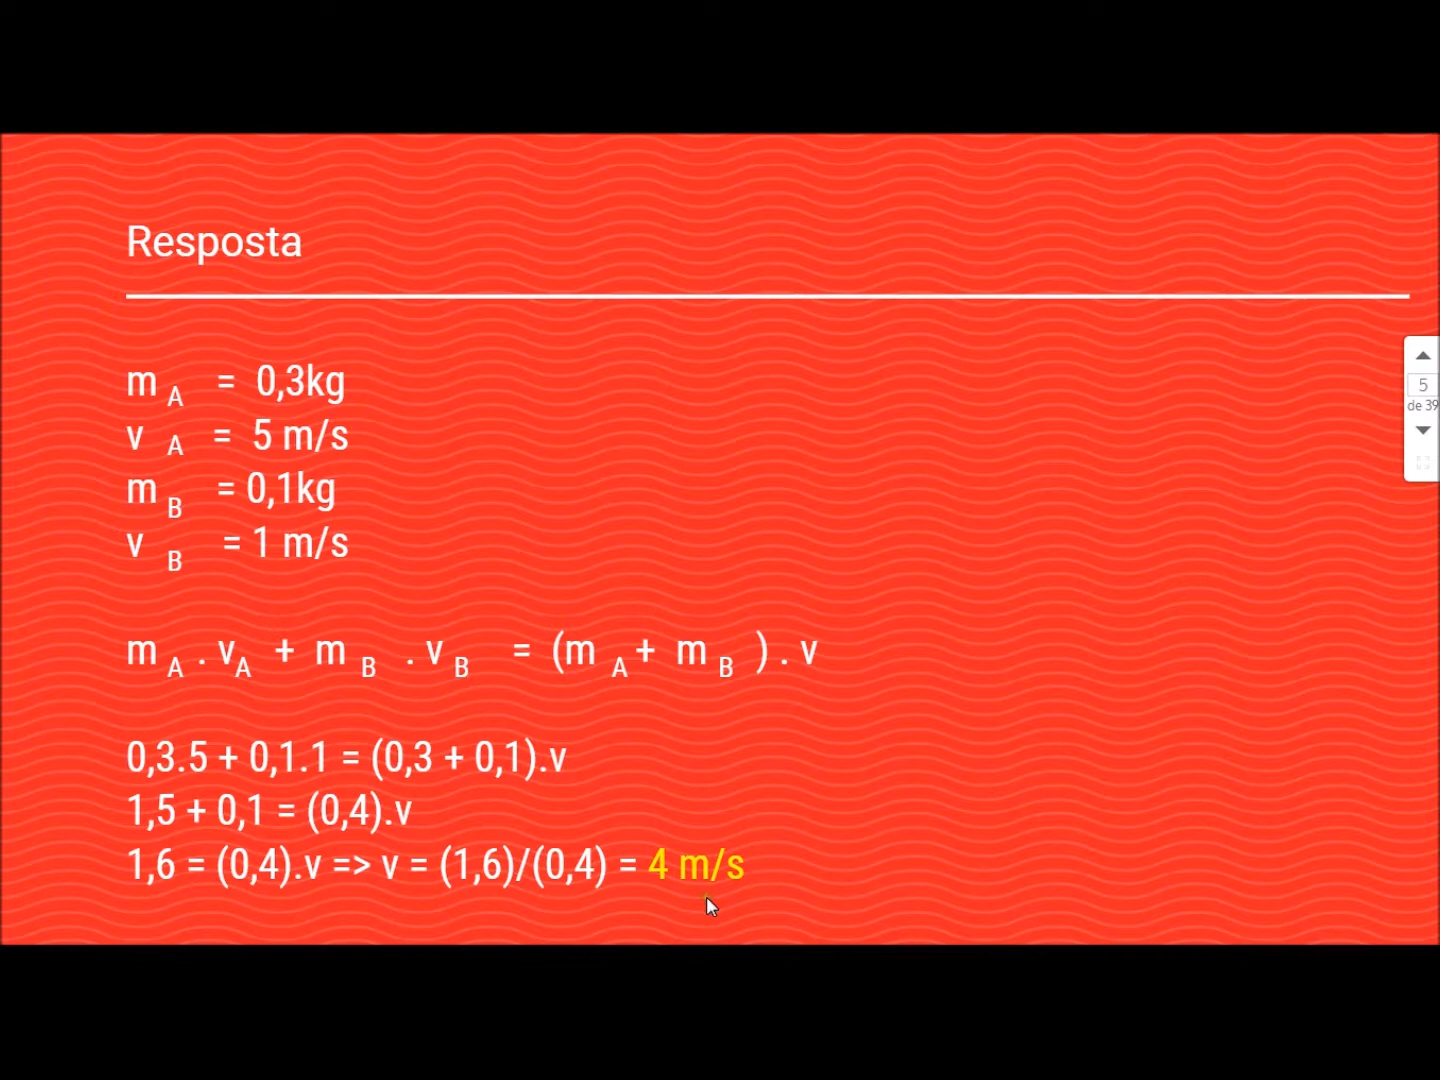 Resposta
m A = 0,3kg
v A = 5 m/s
m B = 0,1kg
v B = 1 m/s
m A . vA + m B . v B = (m A + m B ) . v
0,3.5 + 0,1.1 = (0,3 + 0,1).v
1,5 + 0,1 = (0,4).v
1,6 = (0,4).v => v = (1,6)/(0,4) = 4 m/s
5
de 39